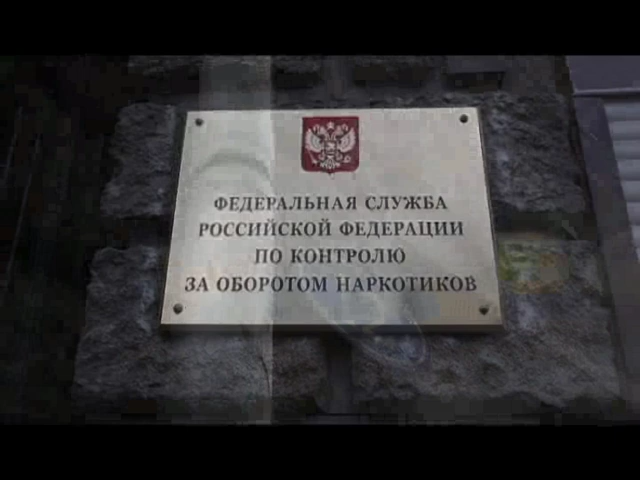 ФЕДЕРАЛЬНАЯ СЛУЖБА
РОССИЙСКОЙ ФЕДЕРАЦИИ
ПО КОНТРОЛЮ
ЗА ОБОРОТОМ НАРКОТИКОВ